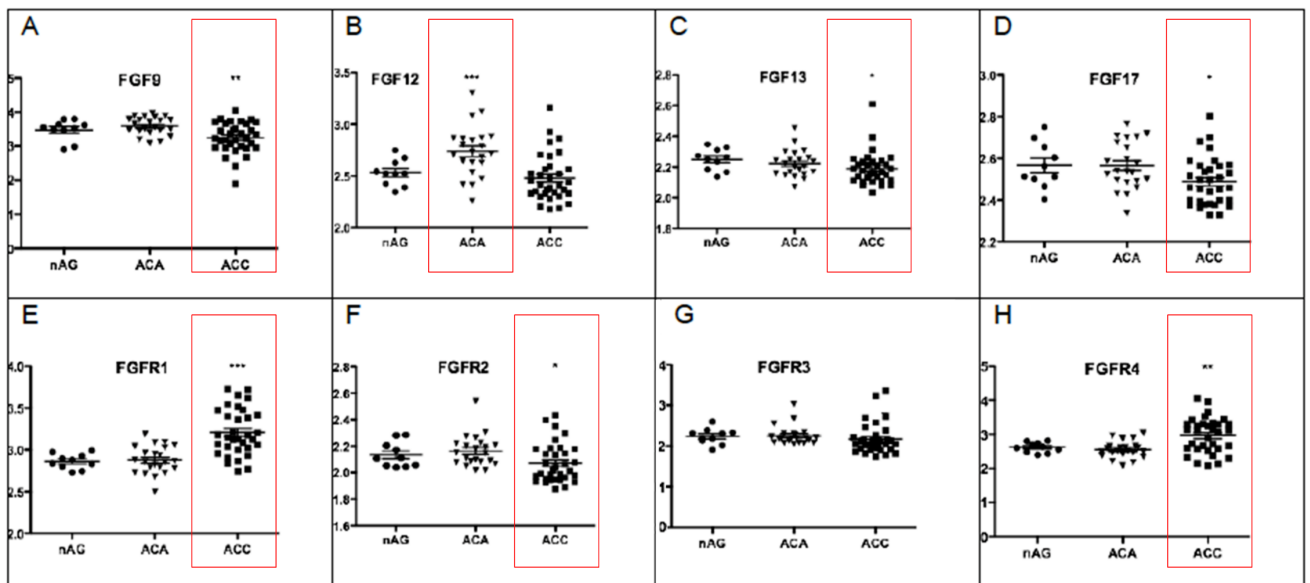 A
FGF9
**
5
4
3
2
1
0
nAG
ACA
ACC
B
FGF12
***
3.5
3.0
2.5
2.0
nAG
ACA
ACC
C
FGF13
*
2.8
2.6
2.4
2.2
2.0
nAG
ACA
ACC
D
FGF17
*
3.0
2.8
2.6
2.4
2.2
nAG
ACA
ACC
E
FGFR1
***
4.0
3.5
3.0
2.5
2.0
nAG
ACA
ACC
F
FGFR2
*
2.8
2.6
2.4
2.2
2.0
1.8
1.6
nAG
ACA
ACC
G
FGFR3
4
3
2
1
0
nAG
ACA
ACC
H
FGFR4
**
5
4
3
2
1
0
nAG
ACA
ACC